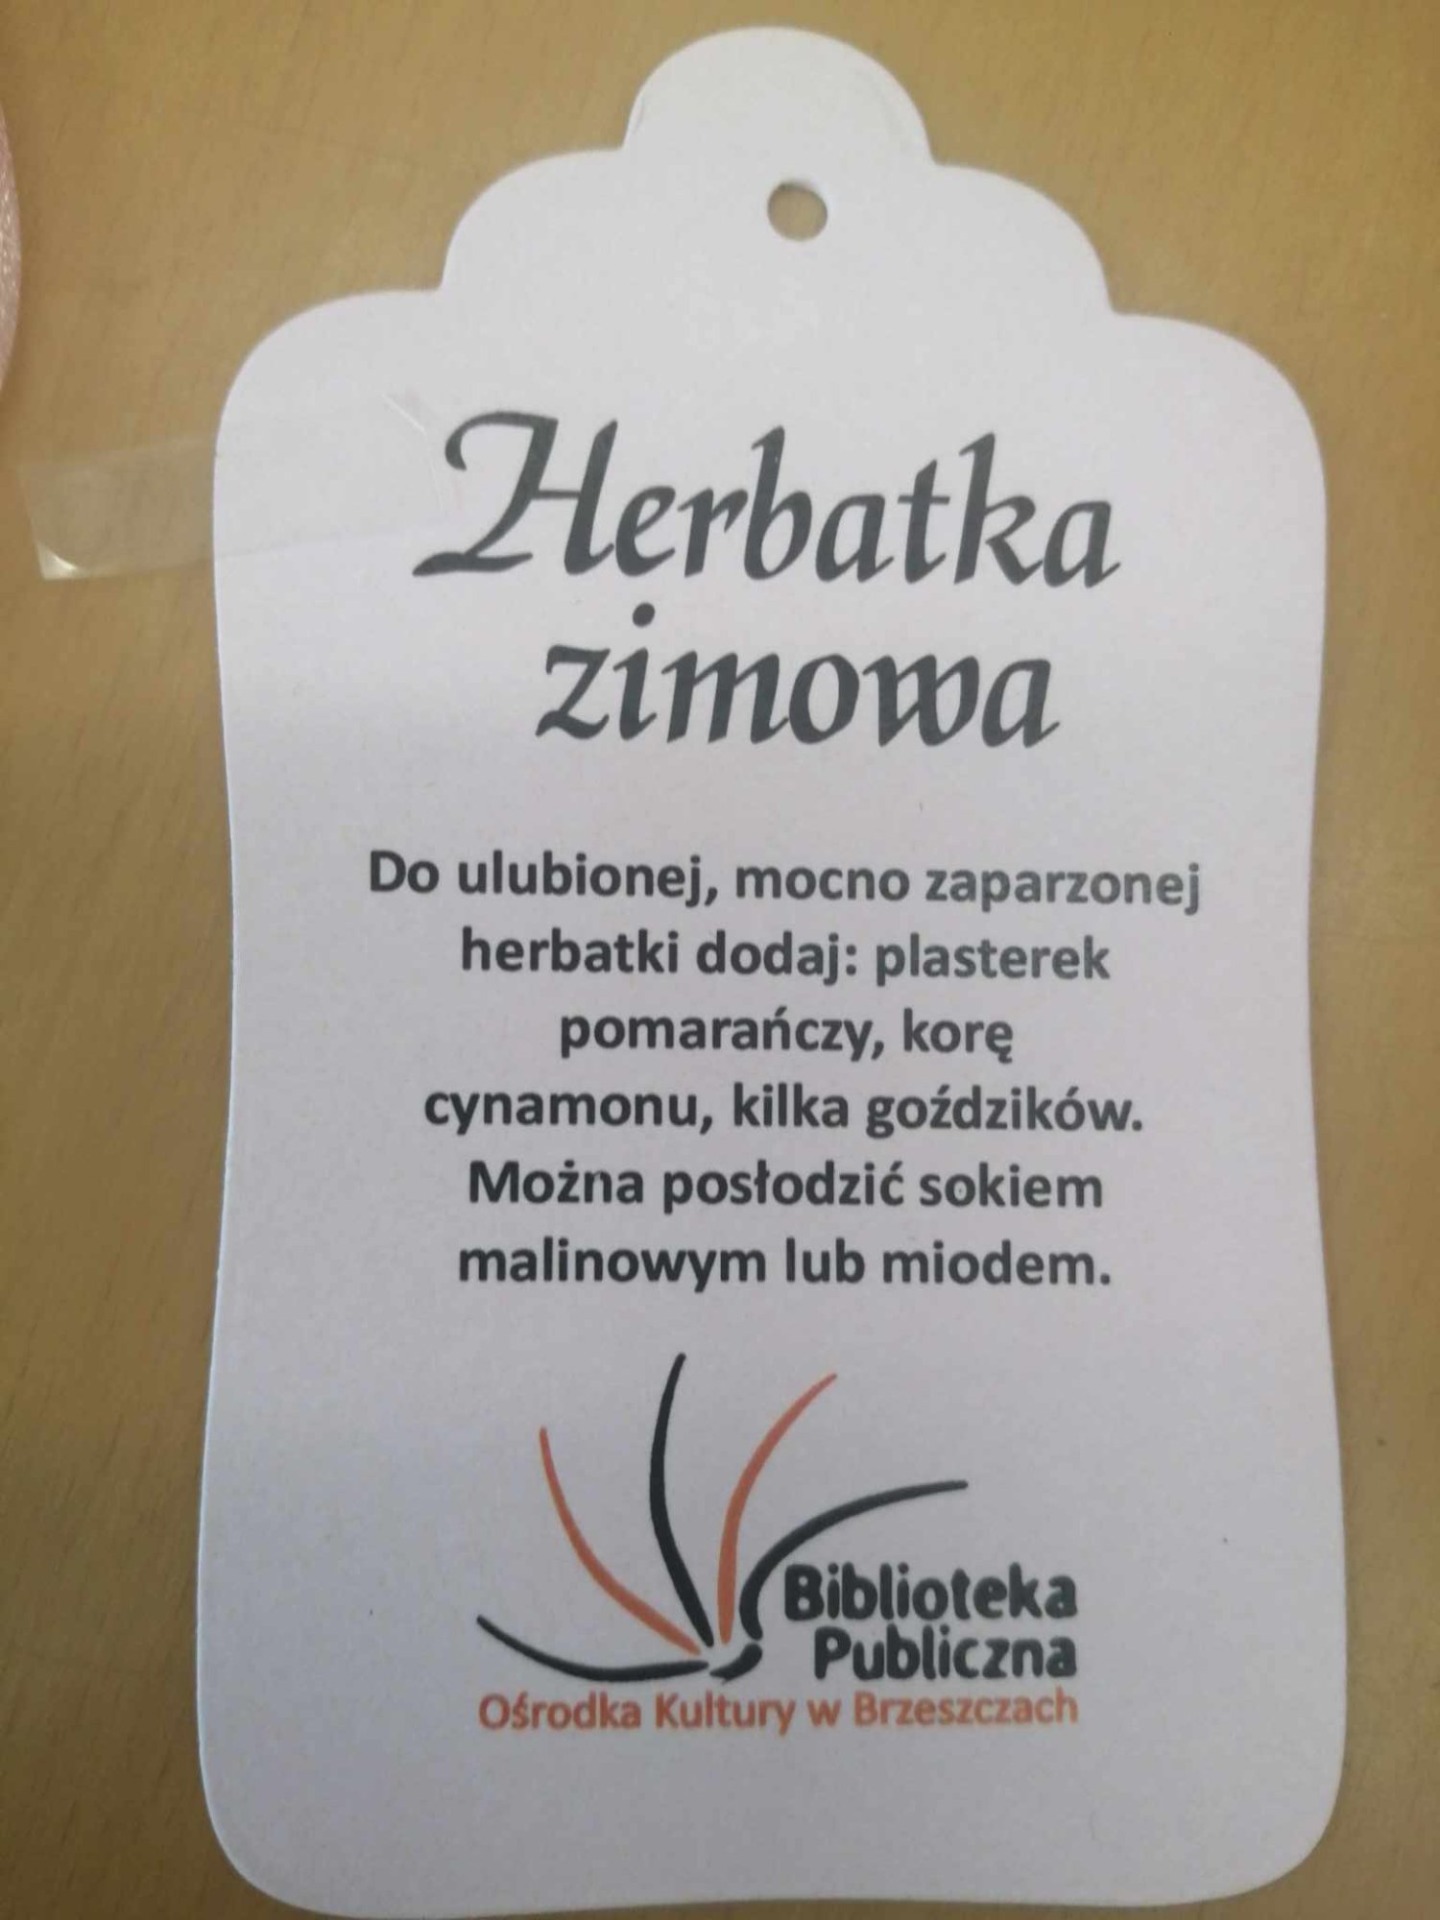 Herbatka
zimowa
Do ulubionej, mocno zaparzonej
herbatki dodaj: plasterek
pomarańczy, korę
cynamonu, kilka goździków.
Można posłodzić sokiem
malinowym lub miodem.
Biblioteka
Publiczna
Ośrodka Kultury w Brzeszczach